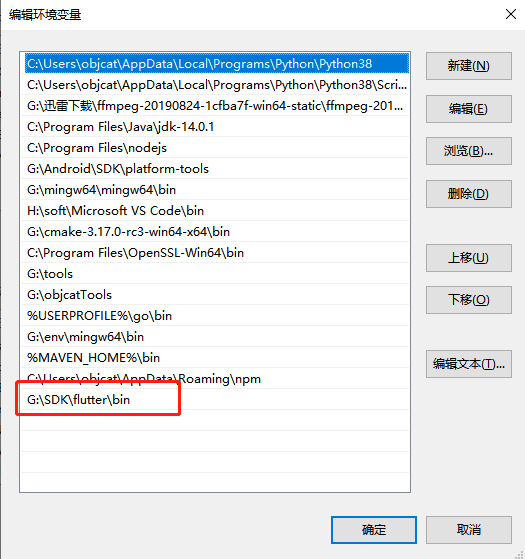 编辑环境变量
C:\Users\objcat\AppData\Local\Programs\Python\Python38
C:\Users\objcat\AppData\Local\Programs\Python\Python38\Scri...
G:\迅雷下载\ffmpeg-20190824-1cfba7f-win64-static\ffmpeg-201...
C:\Program Files\Java\jdk-14.0.1
C:\Program Files\nodejs
G:\Android\SDK\platform-tools
G:\mingw64\mingw64\bin
H:\soft\Microsoft VS Code\bin
G:\cmake-3.17.0-rc3-win64-x64\bin
C:\Program Files\OpenSSL-Win64\bin
G:\tools
G:\objcatTools
%USERPROFILE%\go\bin
G:\env\mingw64\bin
%MAVEN_HOME%\bin
C:\Users\objcat\AppData\Roaming\npm
G:\SDK\flutter\bin
新建(N)
编辑(E)
浏览(B)...
删除(D)
上移(U)
下移(O)
编辑文本(T)...
确定
取消